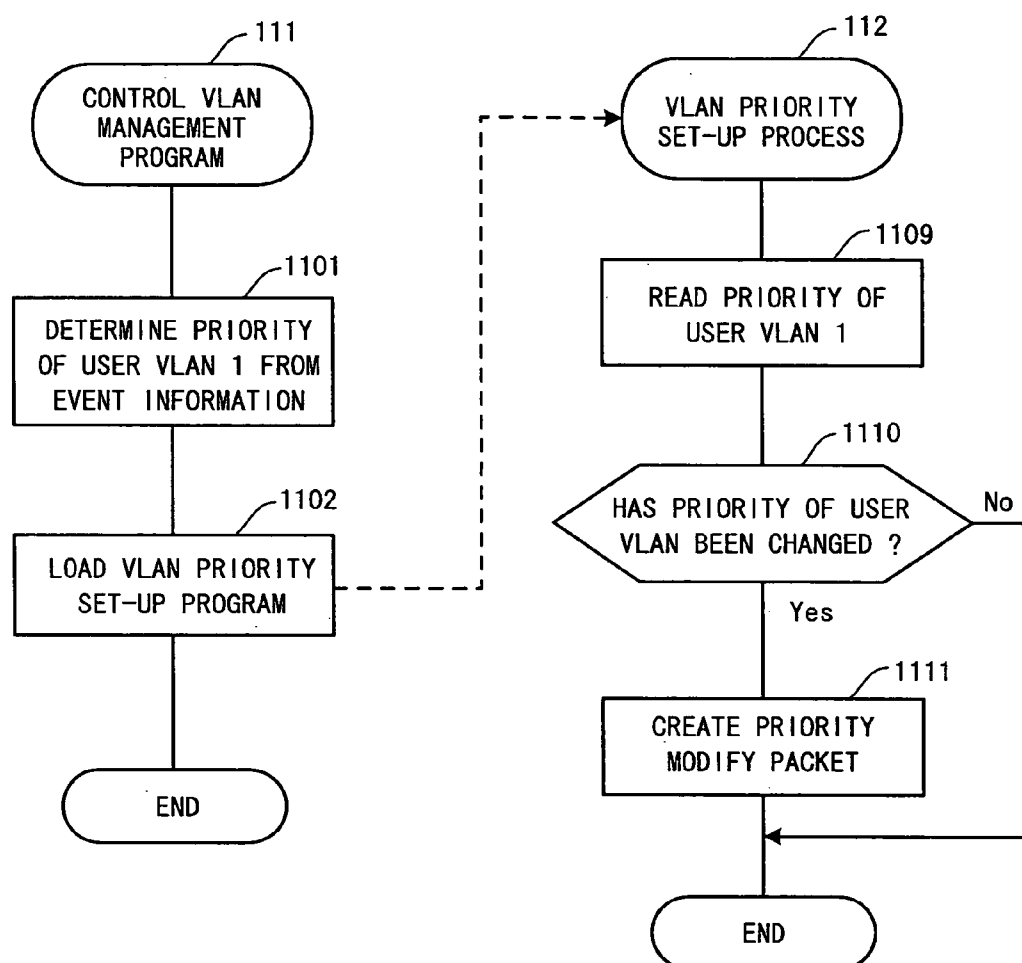 111
CONTROL VLAN
MANAGEMENT
PROGRAM
1101
DETERMINE PRIORITY
OF USER VLAN 1 FROM
EVENT INFORMATION
1102
LOAD VLAN PRIORITY
SET-UP PROGRAM
END
112
VLAN PRIORITY
SET-UP PROCESS
1109
READ PRIORITY OF
USER VLAN 1
1110
HAS PRIORITY OF USER
VLAN BEEN CHANGED ?
No
Yes
1111
CREATE PRIORITY
MODIFY PACKET
END